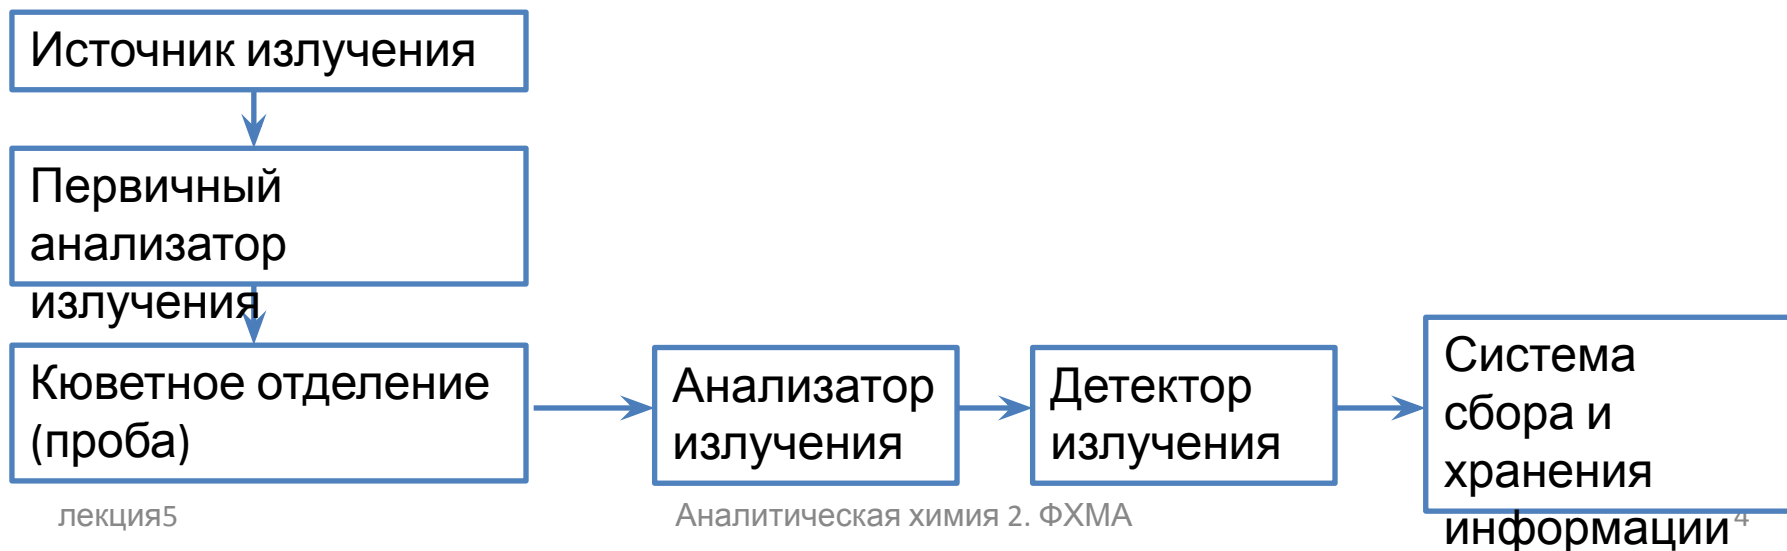 Источник излучения
Первичный
анализатор
излучения
Кюветное отделение
(проба)
Анализатор
излучения
Детектор
излучения
Система
сбора и
хранения
информации
лекция5
Аналитическая химия 2. ФХМА
4